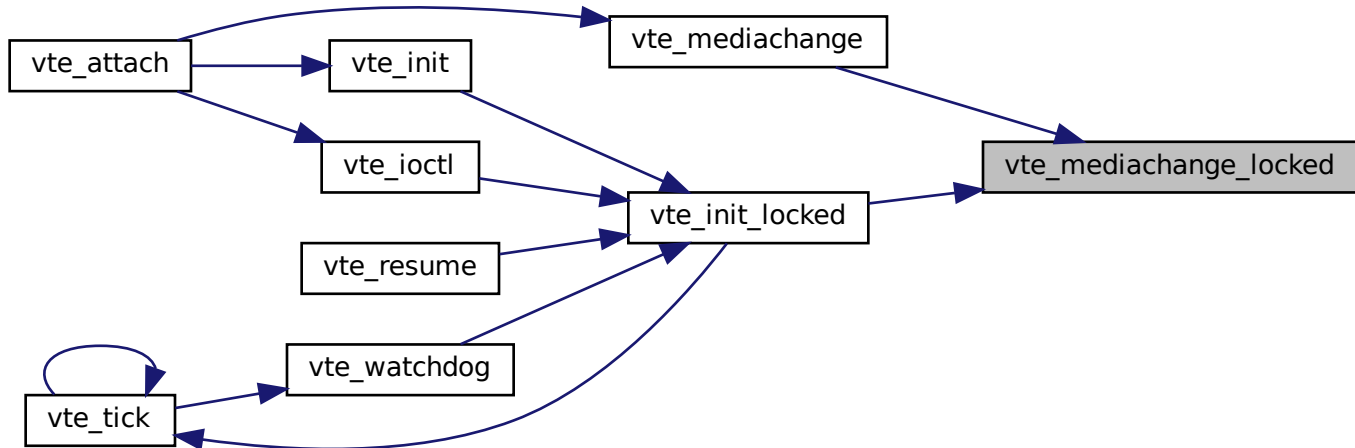 vte_mediachange
vte_attach
vte_init
vte_ioctl
vte_mediachange_locked
vte_init_locked
vte_resume
vte_watchdog
vte_tick